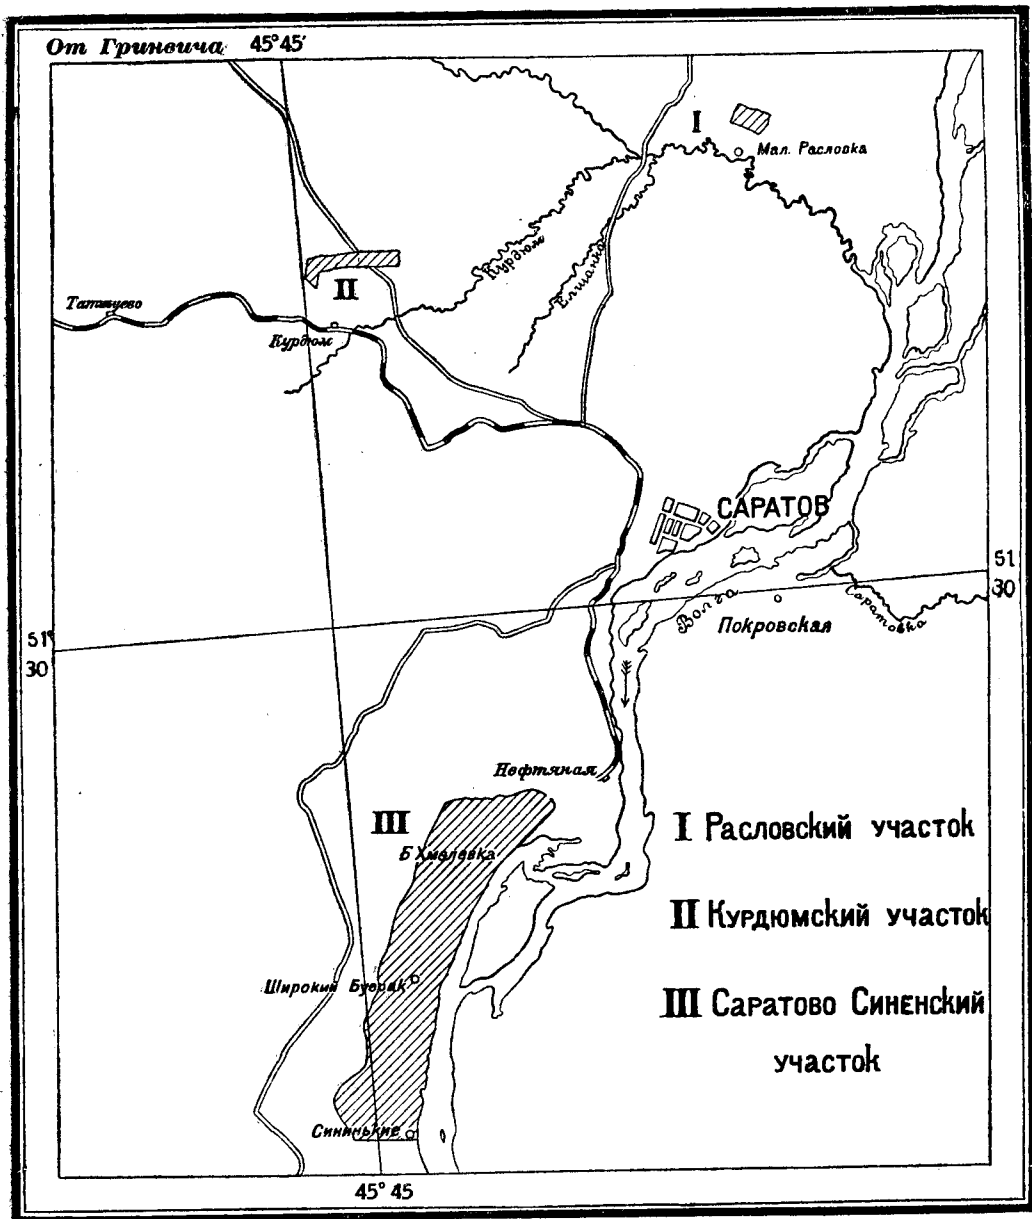 От Гринвича 45°45'
I
Мал. Расловка
Курдюм
Елшанка
II
Татищево
Курдюм
САРАТОВ
51
30
Волга
Саратовка
Покровская
51°
30
Нефтяная
III
Б Хмелевка
I Расловский участок
II Курдюмский участок
Широкий Буерак
III Саратово Синенский
участок
Сининькие
45° 45